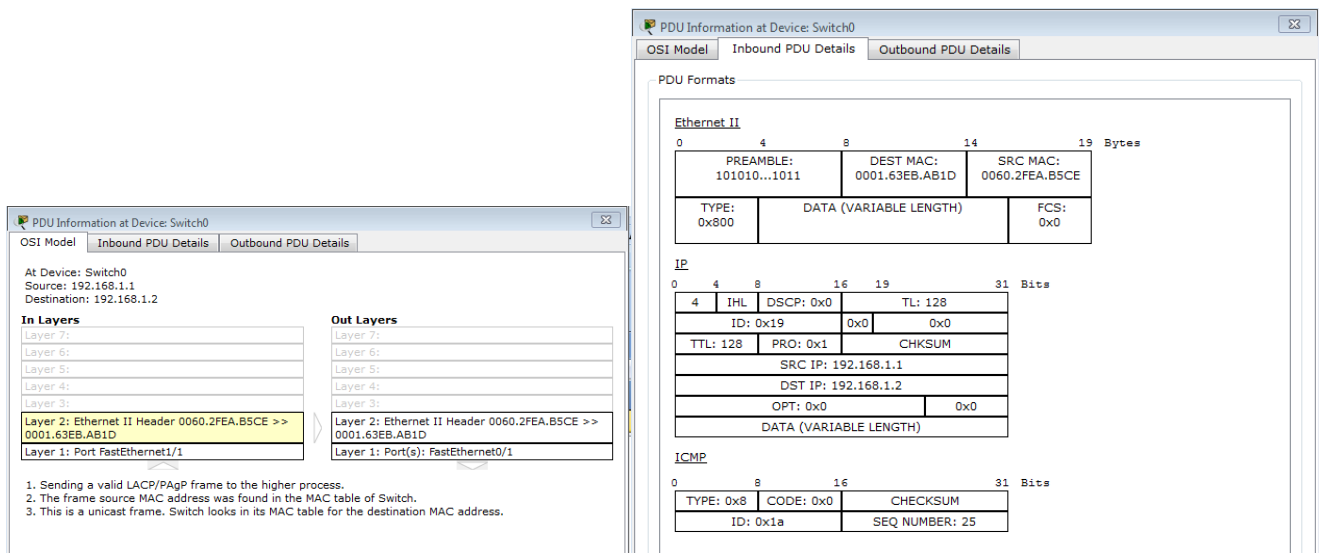 PDU Information at Device: Switch0
OSI Model Inbound PDU Details Outbound PDU Details
At Device: Switch0
Source: 192.168.1.1
Destination: 192.168.1.2
In Layers Out Layers
Layer 7: Layer 7:
Layer 6: Layer 6:
Layer 5: Layer 5:
Layer 4: Layer 4:
Layer 3: Layer 3:
Layer 2: Ethernet II Header 0060.2FEA.B5CE >> Layer 2: Ethernet II Header 0060.2FEA.B5CE >>
0001.63EB.AB1D 0001.63EB.AB1D
Layer 1: Port FastEthernet1/1 Layer 1: Port(s): FastEthernet0/1
1. Sending a valid LACP/PAgP frame to the higher process.
2. The frame source MAC address was found in the MAC table of Switch.
3. This is a unicast frame. Switch looks in its MAC table for the destination MAC address.
PDU Information at Device: Switch0
OSI Model Inbound PDU Details Outbound PDU Details
PDU Formats
Ethernet II
0 4 8 14 19 Bytes
PREAMBLE: DEST MAC: SRC MAC:
101010...1011 0001.63EB.AB1D 0060.2FEA.B5CE
TYPE: DATA (VARIABLE LENGTH) FCS:
0x800 0x0
IP
0 4 8 16 19 31 Bits
4 IHL DSCP: 0x0 TL: 128
ID: 0x19 0x0 0x0
TTL: 128 PRO: 0x1 CHKSUM
SRC IP: 192.168.1.1
DST IP: 192.168.1.2
OPT: 0x0 0x0
DATA (VARIABLE LENGTH)
ICMP
0 8 16 31 Bits
TYPE: 0x8 CODE: 0x0 CHECKSUM
ID: 0x1a SEQ NUMBER: 25